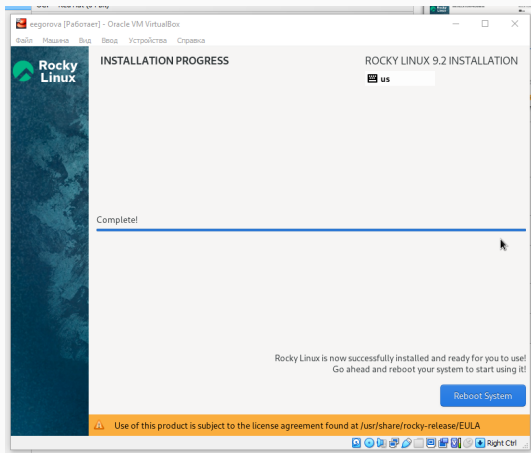 eegorova [Работает] - Oracle VM VirtualBox
Файл Машина Вид Ввод Устройства Справка
Rocky Linux
INSTALLATION PROGRESS
ROCKY LINUX 9.2 INSTALLATION
us
Complete!
Rocky Linux is now successfully installed and ready for you to use!
Go ahead and reboot your system to start using it!
Reboot System
Use of this product is subject to the license agreement found at /usr/share/rocky-release/EULA
Right Ctrl